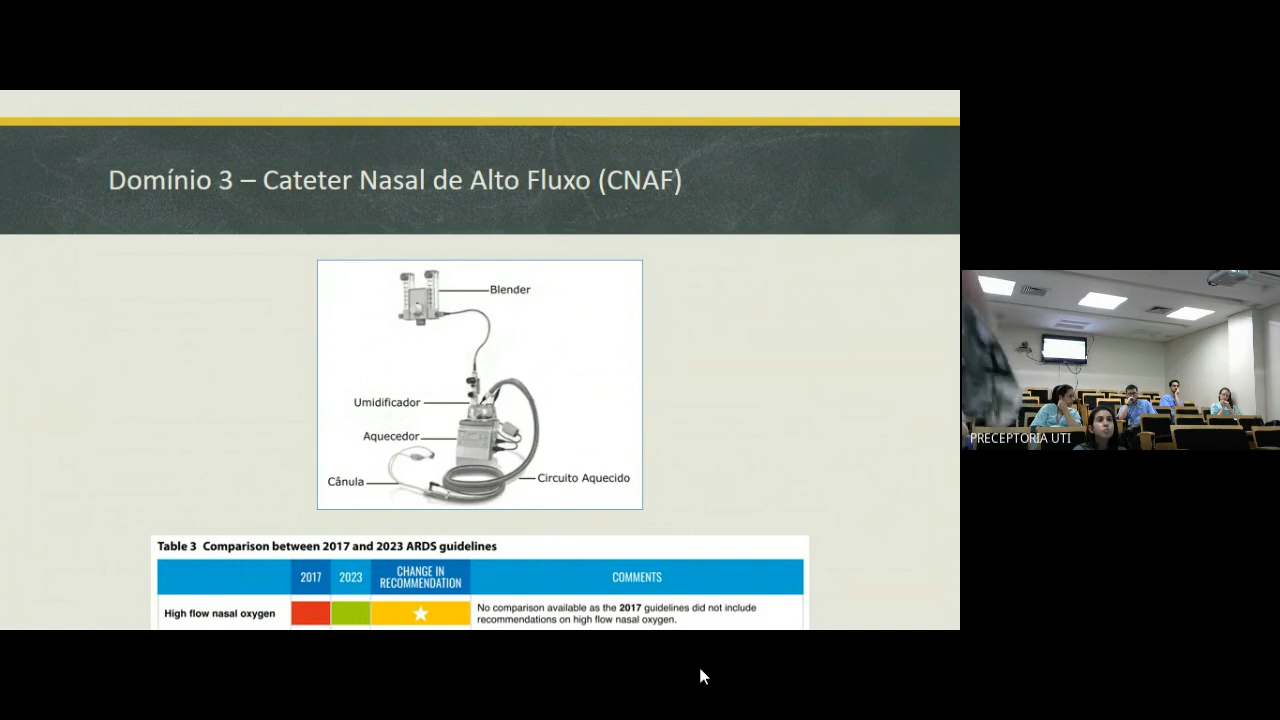 Domínio 3 – Cateter Nasal de Alto Fluxo (CNAF)
Blender
Umidificador
Aquecedor
Cânula
Circuito Aquecido
Table 3 Comparison between 2017 and 2023 ARDS guidelines
2017
2023
CHANGE IN
RECOMMENDATION
COMMENTS
High flow nasal oxygen
No comparison available as the 2017 guidelines did not include
recommendations on high flow nasal oxygen.
PRECEPTORIA UTI